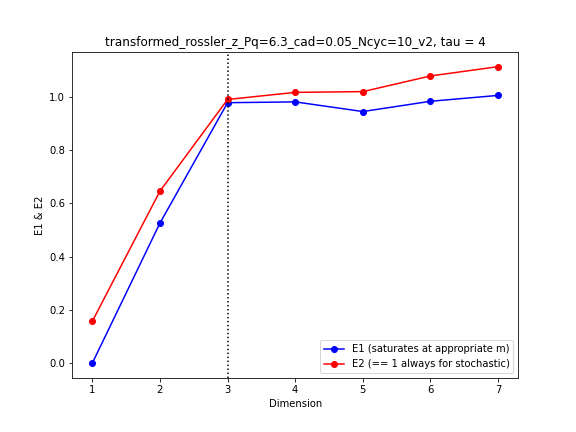 transformed_rossler_z_Pq=6.3_cad=0.05_Ncyc=10_v2, tau = 4
E1 & E2
1.0
0.8
0.6
0.4
0.2
0.0
E1 (saturates at appropriate m)
E2 (== 1 always for stochastic)
1 2 3 4 5 6 7
Dimension